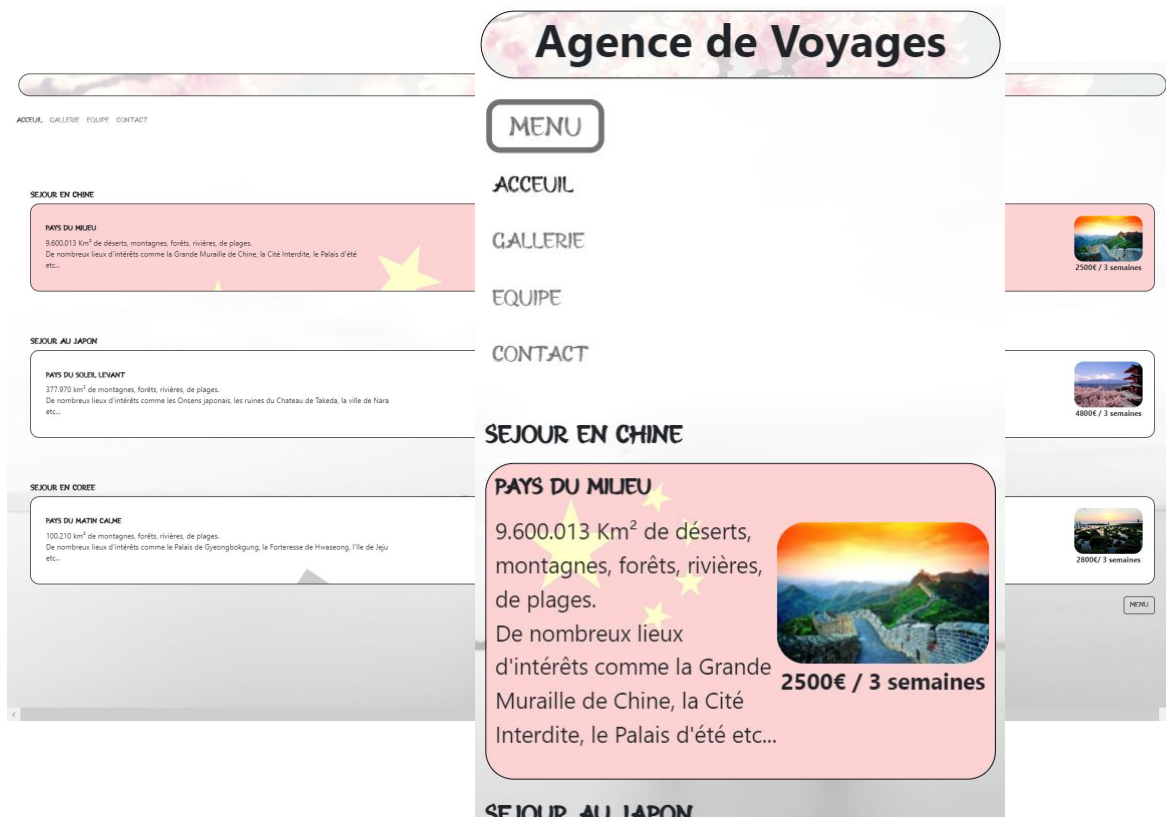 Agence de Voyages
MENU
ACCEUIL
GALLERIE
EQUIPE
CONTACT
SEJOUR EN CHINE
PAYS DU MILIEU
9.600.013 Km² de déserts,
montagnes, forêts, rivières,
de plages.
De nombreux lieux
d'intérêts comme la Grande
Muraille de Chine, la Cité
Interdite, le Palais d'été etc...
2500€ / 3 semaines
SEJOUR AU JAPON
ACCEUIL GALLERIE EQUIPE CONTACT
SEJOUR EN CHINE
PAYS DU MILIEU
9.600.013 Km² de déserts, montagnes, forêts, rivières, de plages.
De nombreux lieux d'intérêts comme la Grande Muraille de Chine, la Cité Interdite, le Palais d'été
etc...
2500€ / 3 semaines
SEJOUR AU JAPON
PAYS DU SOLEIL LEVANT
377.970 km² de montagnes, forêts, rivières, de plages.
De nombreux lieux d'intérêts comme les Onsens japonais, les ruines du Chateau de Takeda, la ville de Nara
etc...
4800€ / 3 semaines
SEJOUR EN COREE
PAYS DU MATIN CALME
100.210 km² de montagnes, forêts, rivières, de plages.
De nombreux lieux d'intérêts comme le Palais de Gyeongbokgung, la Forteresse de Hwaseong, l'Ile de Jeju
etc...
2800€/ 3 semaines
MENU